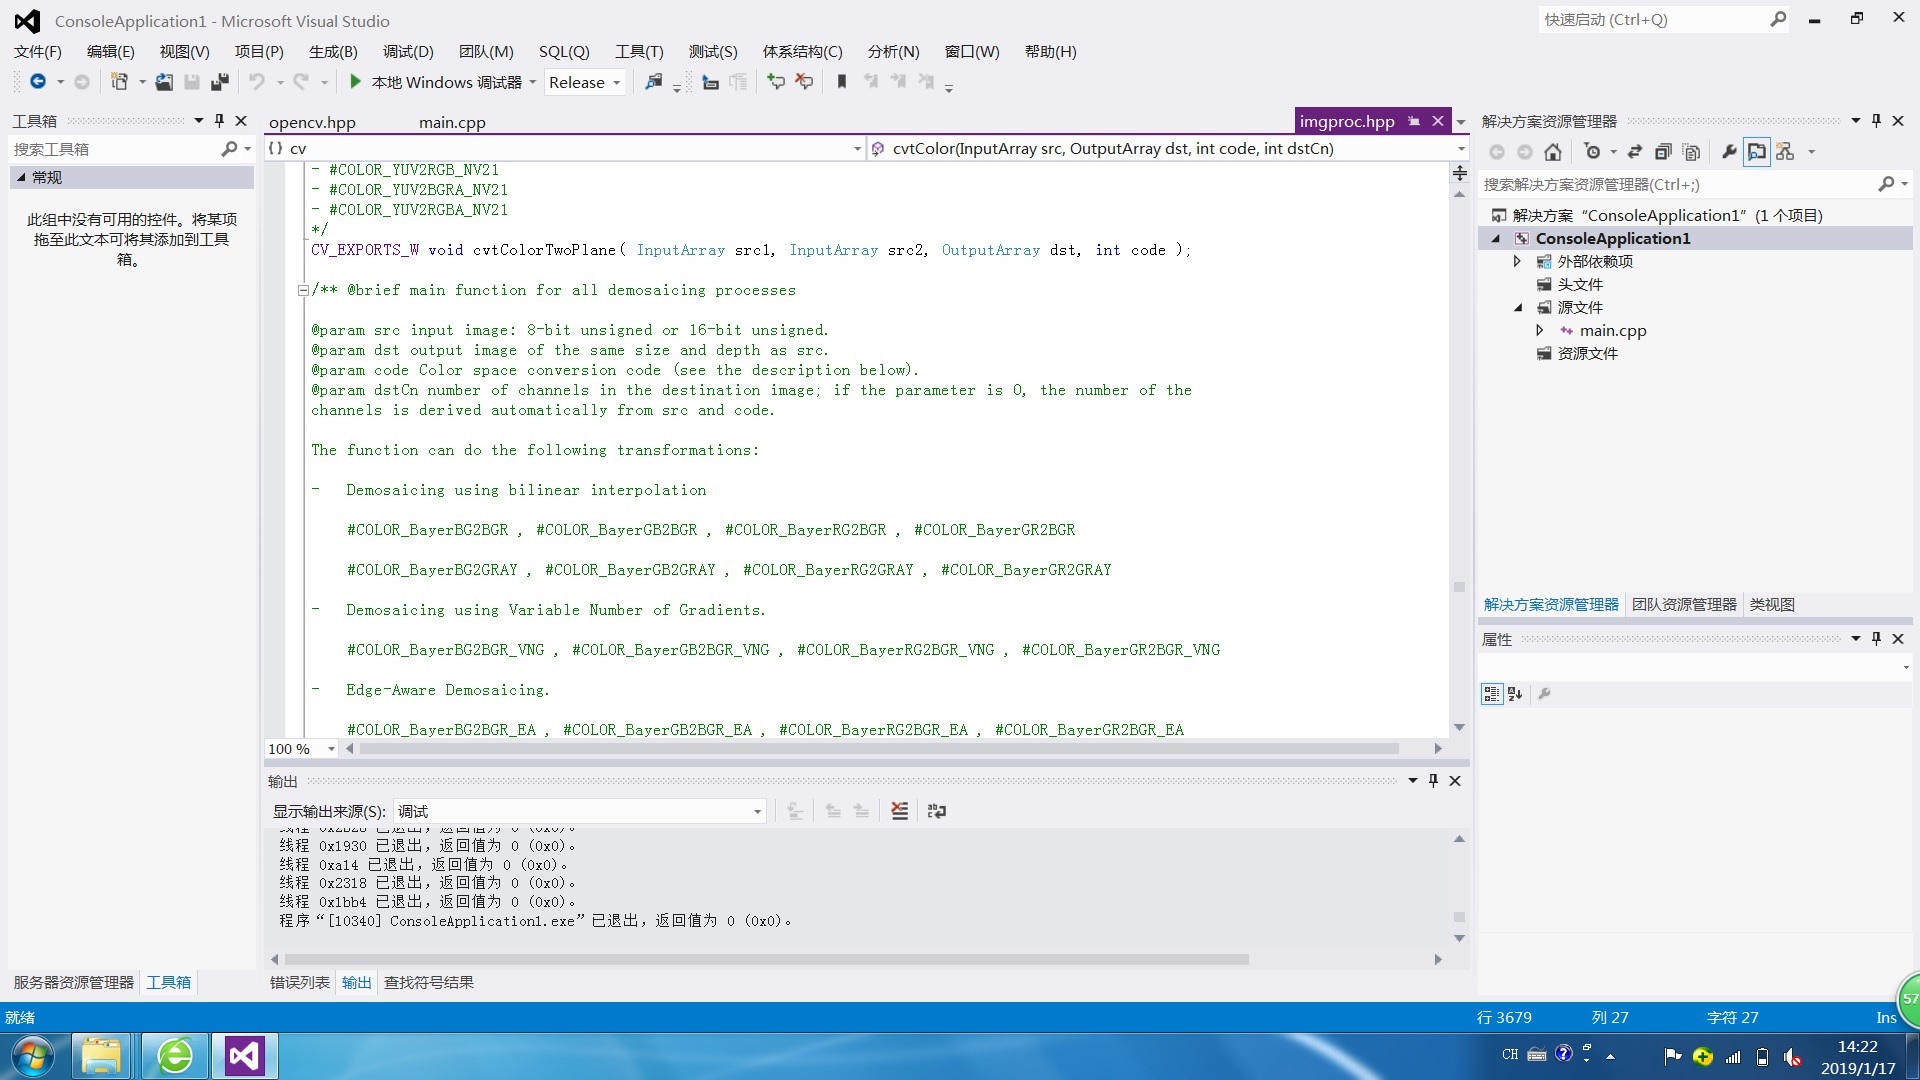 ConsoleApplication1 - Microsoft Visual Studio
快速启动 (Ctrl+Q)
文件(F) 编辑(E) 视图(V) 项目(P) 生成(B) 调试(D) 团队(M) SQL(Q) 工具(T) 测试(S) 体系结构(C) 分析(N) 窗口(W) 帮助(H)
本地 Windows 调试器 Release
工具箱
搜索工具箱
常规
此组中没有可用的控件。将某项
拖至此文本可将其添加到工具
箱。
服务器资源管理器 工具箱
opencv.hpp main.cpp imgproc.hpp
{} cv cvtColor(InputArray src, OutputArray dst, int code, int dstCn)
- #COLOR_YUV2RGB_NV21
- #COLOR_YUV2BGRA_NV21
- #COLOR_YUV2RGBA_NV21
*/
CV_EXPORTS_W void cvtColorTwoPlane( InputArray src1, InputArray src2, OutputArray dst, int code );
/** @brief main function for all demosaicing processes
@param src input image: 8-bit unsigned or 16-bit unsigned.
@param dst output image of the same size and depth as src.
@param code Color space conversion code (see the description below).
@param dstCn number of channels in the destination image; if the parameter is 0, the number of the
channels is derived automatically from src and code.
The function can do the following transformations:
- Demosaicing using bilinear interpolation
#COLOR_BayerBG2BGR , #COLOR_BayerGB2BGR , #COLOR_BayerRG2BGR , #COLOR_BayerGR2BGR
#COLOR_BayerBG2GRAY , #COLOR_BayerGB2GRAY , #COLOR_BayerRG2GRAY , #COLOR_BayerGR2GRAY
- Demosaicing using Variable Number of Gradients.
#COLOR_BayerBG2BGR_VNG , #COLOR_BayerGB2BGR_VNG , #COLOR_BayerRG2BGR_VNG , #COLOR_BayerGR2BGR_VNG
- Edge-Aware Demosaicing.
#COLOR_BayerBG2BGR_EA , #COLOR_BayerGB2BGR_EA , #COLOR_BayerRG2BGR_EA , #COLOR_BayerGR2BGR_EA
100 %
输出
显示输出来源(S): 调试
线程 0x1930 已退出，返回值为 0 (0x0)。
线程 0xa14 已退出，返回值为 0 (0x0)。
线程 0x2318 已退出，返回值为 0 (0x0)。
线程 0x1bb4 已退出，返回值为 0 (0x0)。
程序“[10340] ConsoleApplication1.exe”已退出，返回值为 0 (0x0)。
错误列表 输出 查找符号结果
解决方案资源管理器
搜索解决方案资源管理器(Ctrl+;)
解决方案“ConsoleApplication1”(1 个项目)
ConsoleApplication1
外部依赖项
头文件
源文件
main.cpp
资源文件
解决方案资源管理器 团队资源管理器 类视图
属性
57
就绪 行 3679 列 27 字符 27 Ins
CH
14:22
2019/1/17